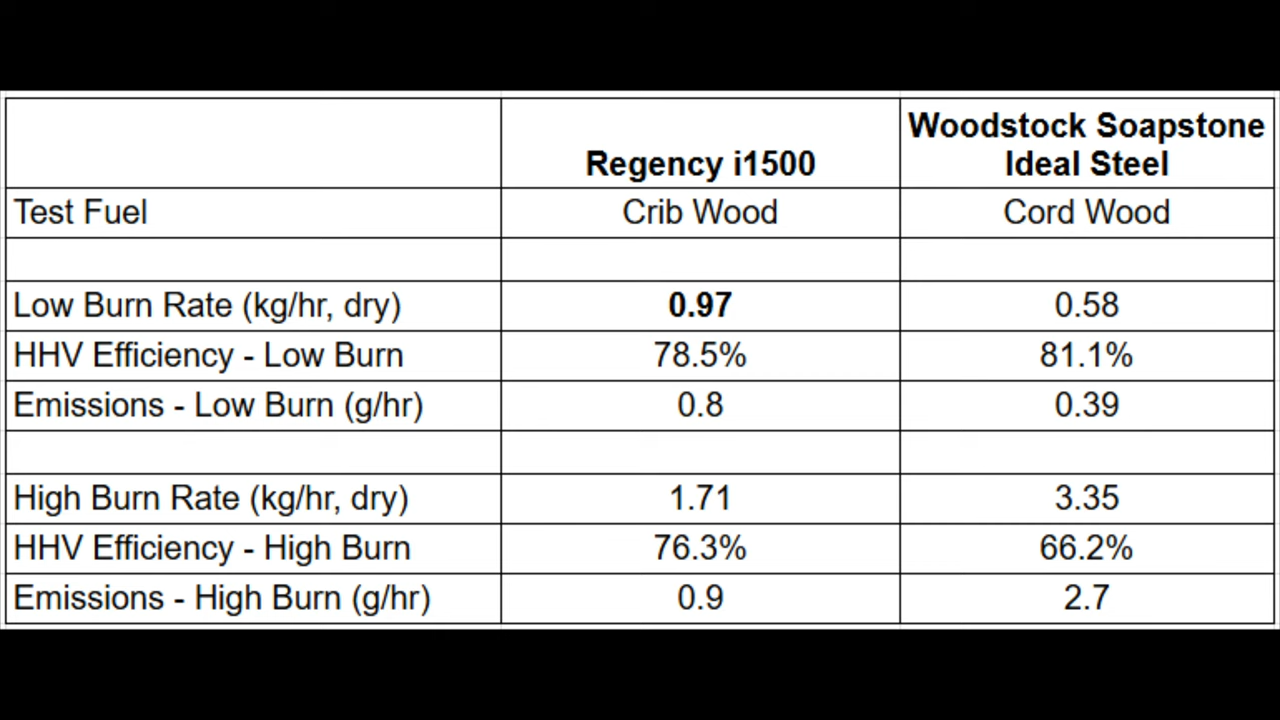 Regency i1500
Woodstock Soapstone
Ideal Steel
Test Fuel Crib Wood Cord Wood
Low Burn Rate (kg/hr, dry) 0.97 0.58
HHV Efficiency - Low Burn 78.5% 81.1%
Emissions - Low Burn (g/hr) 0.8 0.39
High Burn Rate (kg/hr, dry) 1.71 3.35
HHV Efficiency - High Burn 76.3% 66.2%
Emissions - High Burn (g/hr) 0.9 2.7